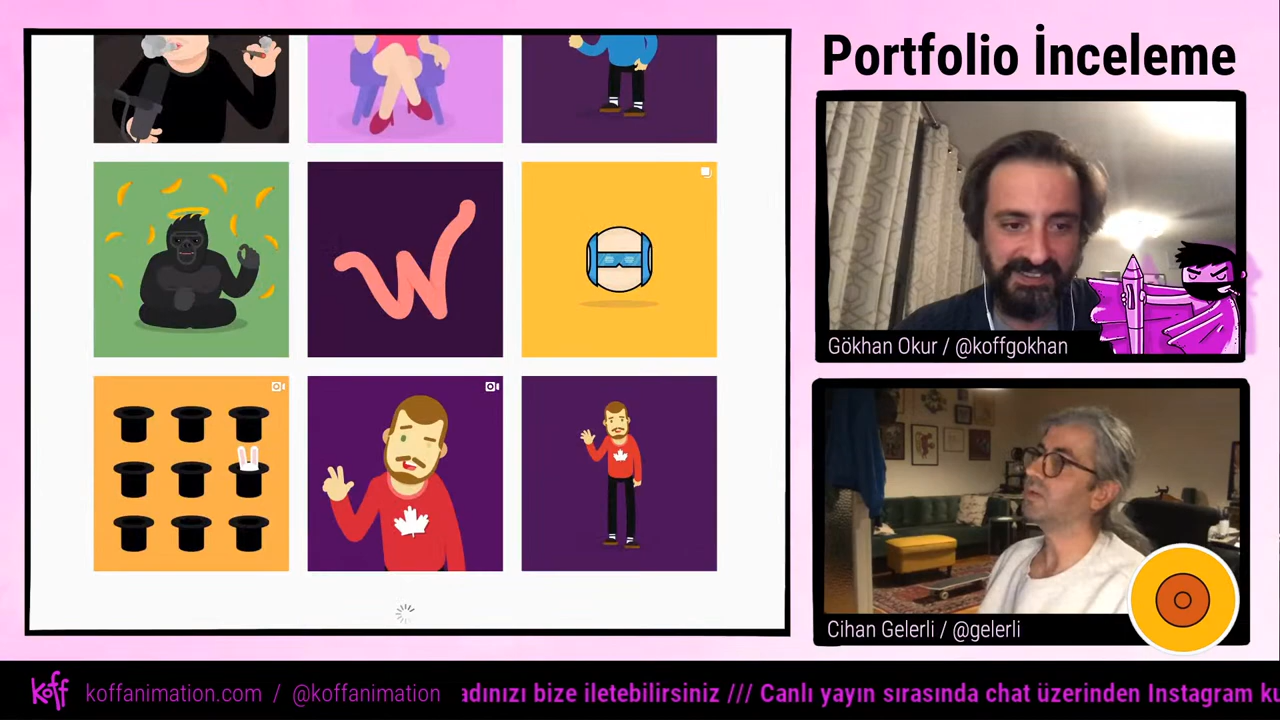 Portfolio İnceleme
W
Gökhan Okur / @koffgokhan
Cihan Gelerli / @gelerli
koff koffanimation.com / @koffanimation
adınızı bize iletebilirsiniz /// Canlı yayın sırasında chat üzerinden Instagram ku